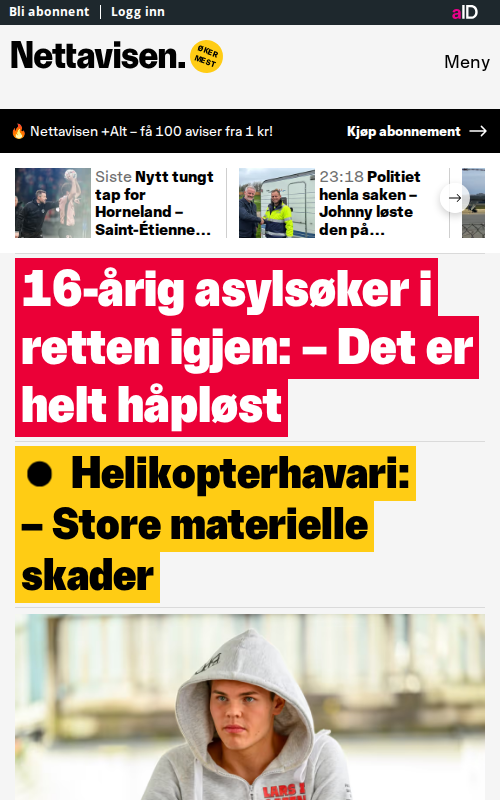 Bli abonnent
Logg inn
aID
Nettavisen.
ØKER
MEST
Meny
🔥 Nettavisen +Alt – få 100 aviser fra 1 kr!
Kjøp abonnement →
Siste Nytt tungt
tap for
Horneland –
Saint-Étienne...
23:18 Politiet
henla saken –
Johnny løste
den på...
16-årig asylsøker i
retten igjen: – Det er
helt håpløst
● Helikopterhavari:
– Store materielle
skader